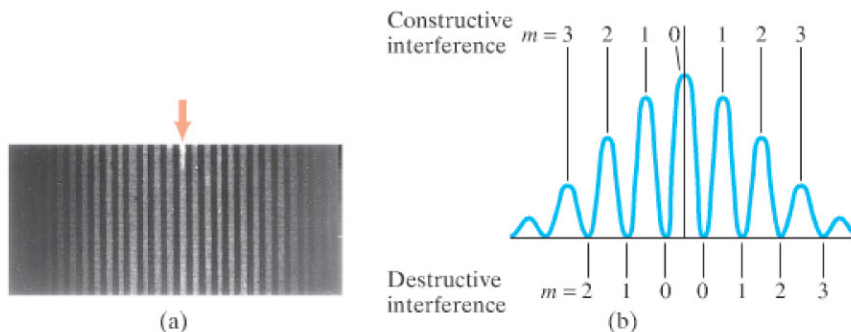 Constructive
interference m = 3 2 1 0 1 2 3
Destructive
interference m = 2 1 0 0 1 2 3
(a) (b)